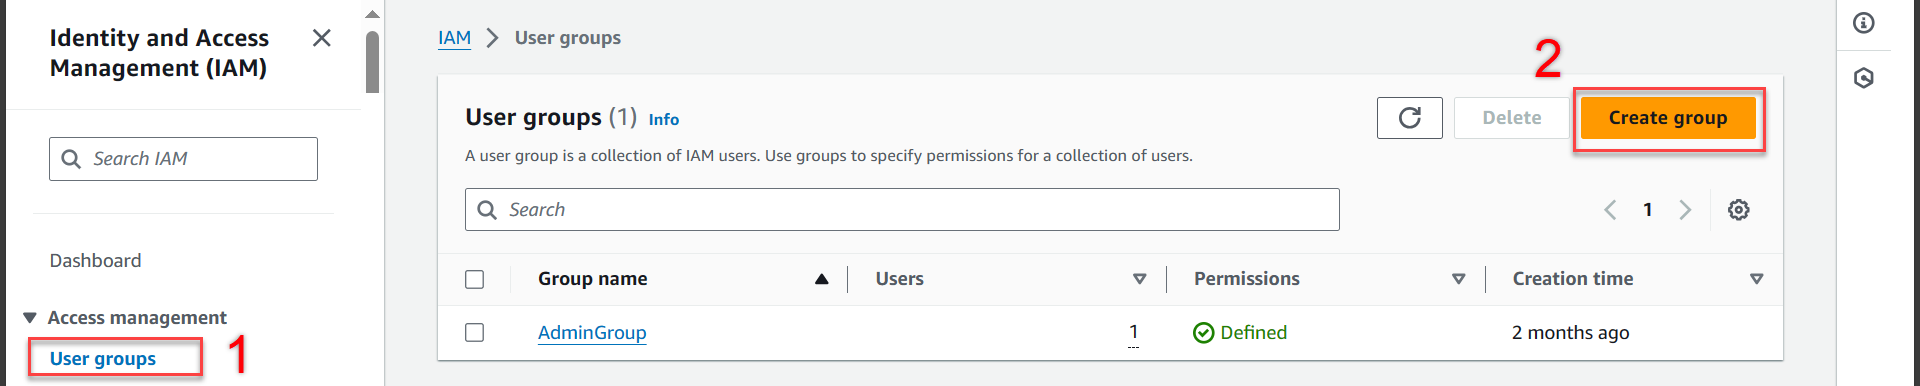 Identity and Access
Management (IAM)
Search IAM
Dashboard
Access management
User groups
1
IAM
User groups
2
User groups (1) Info
Delete
Create group
A user group is a collection of IAM users. Use groups to specify permissions for a collection of users.
Search
1
Group name Users Permissions Creation time
AdminGroup 1 Defined 2 months ago